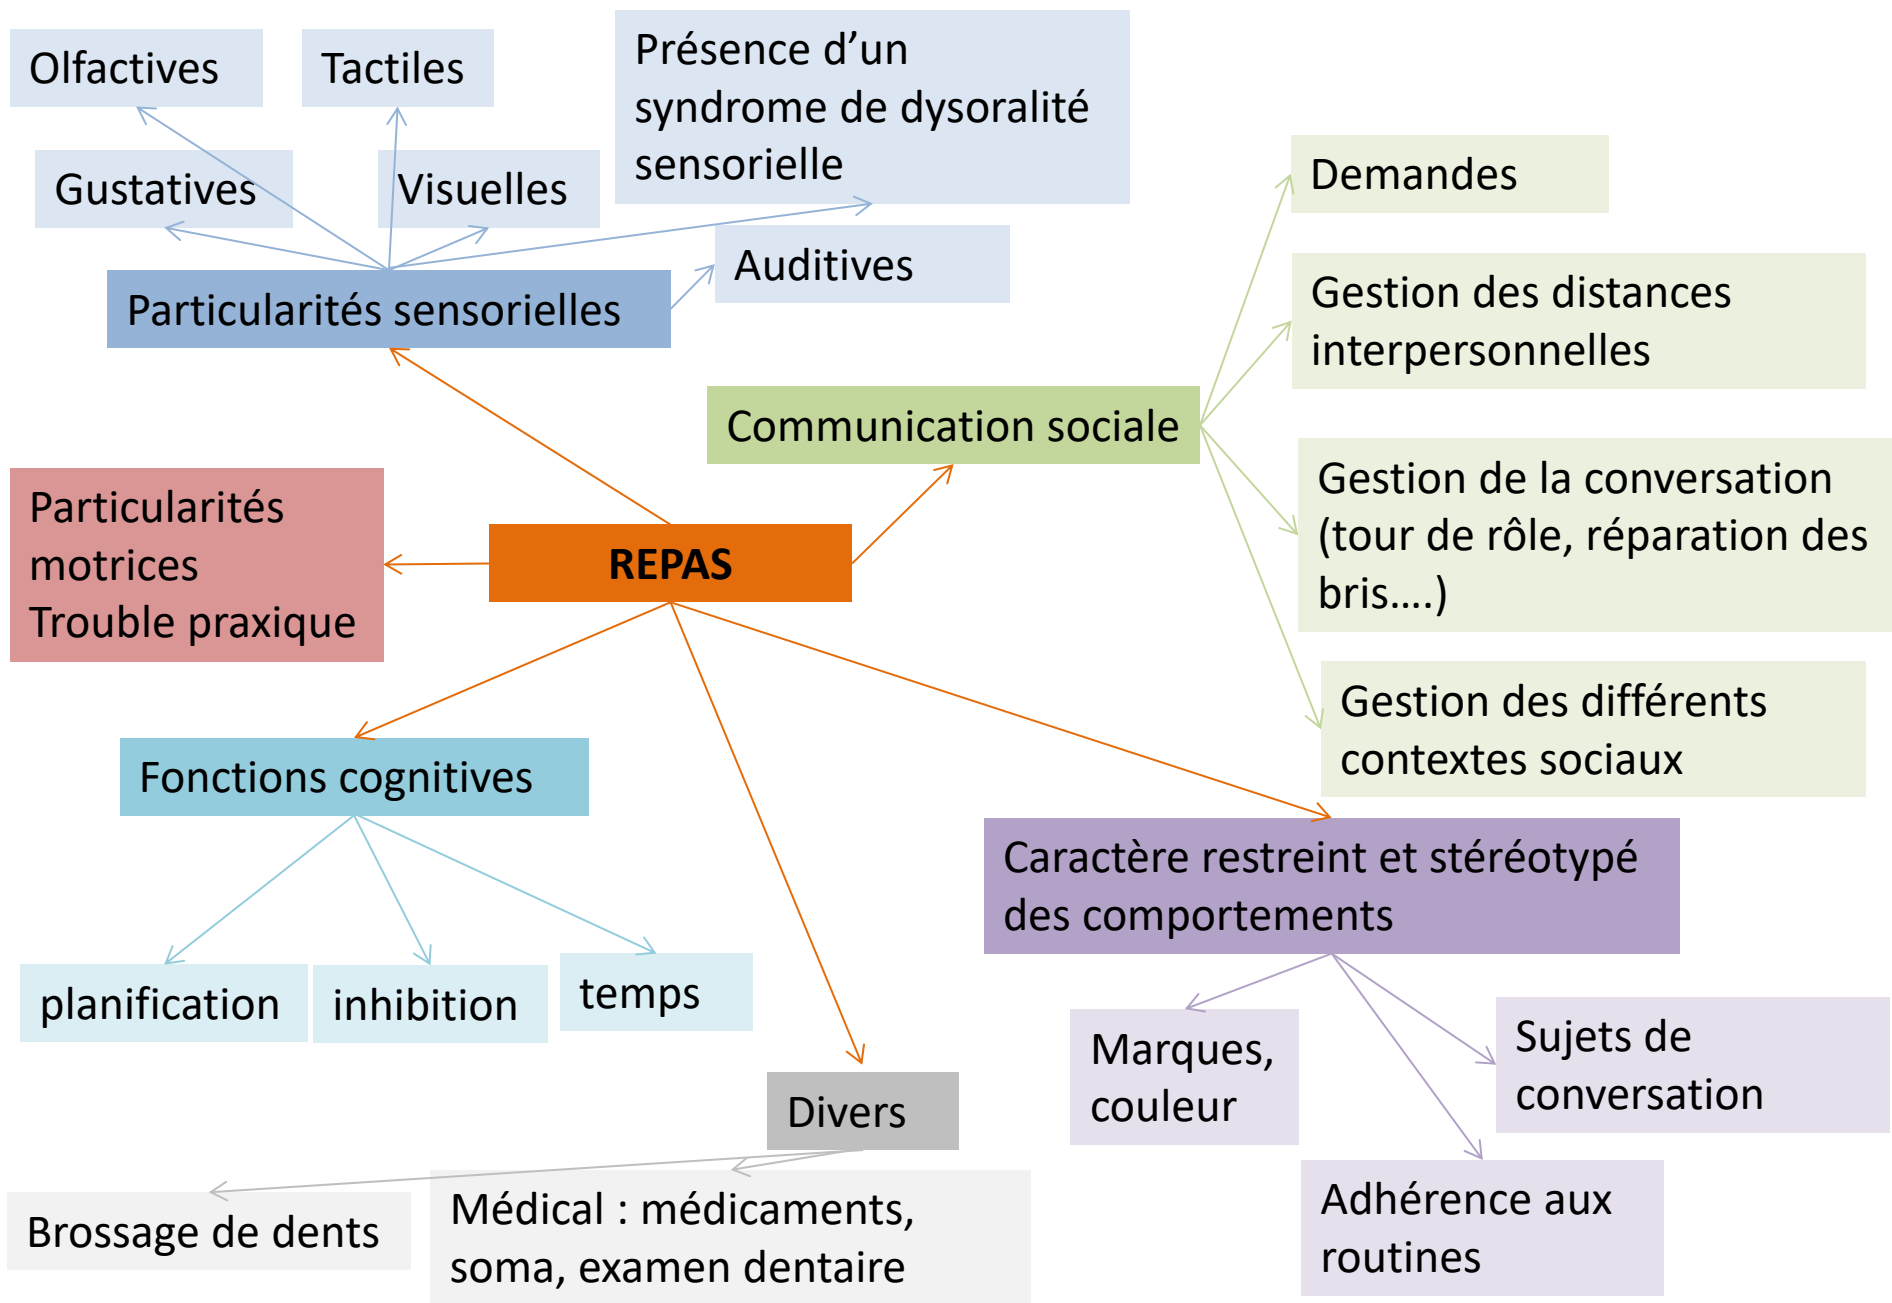 Olfactives
Tactiles
Présence d’un
syndrome de dysoralité
sensorielle
Gustatives
Visuelles
Auditives
Particularités sensorielles
Demandes
Gestion des distances
interpersonnelles
Communication sociale
Gestion de la conversation
(tour de rôle, réparation des
bris….)
Gestion des différents
contextes sociaux
Particularités
motrices
Trouble praxique
REPAS
Fonctions cognitives
planification
inhibition
temps
Caractère restreint et stéréotypé
des comportements
Marques,
couleur
Sujets de
conversation
Adhérence aux
routines
Divers
Brossage de dents
Médical : médicaments,
soma, examen dentaire